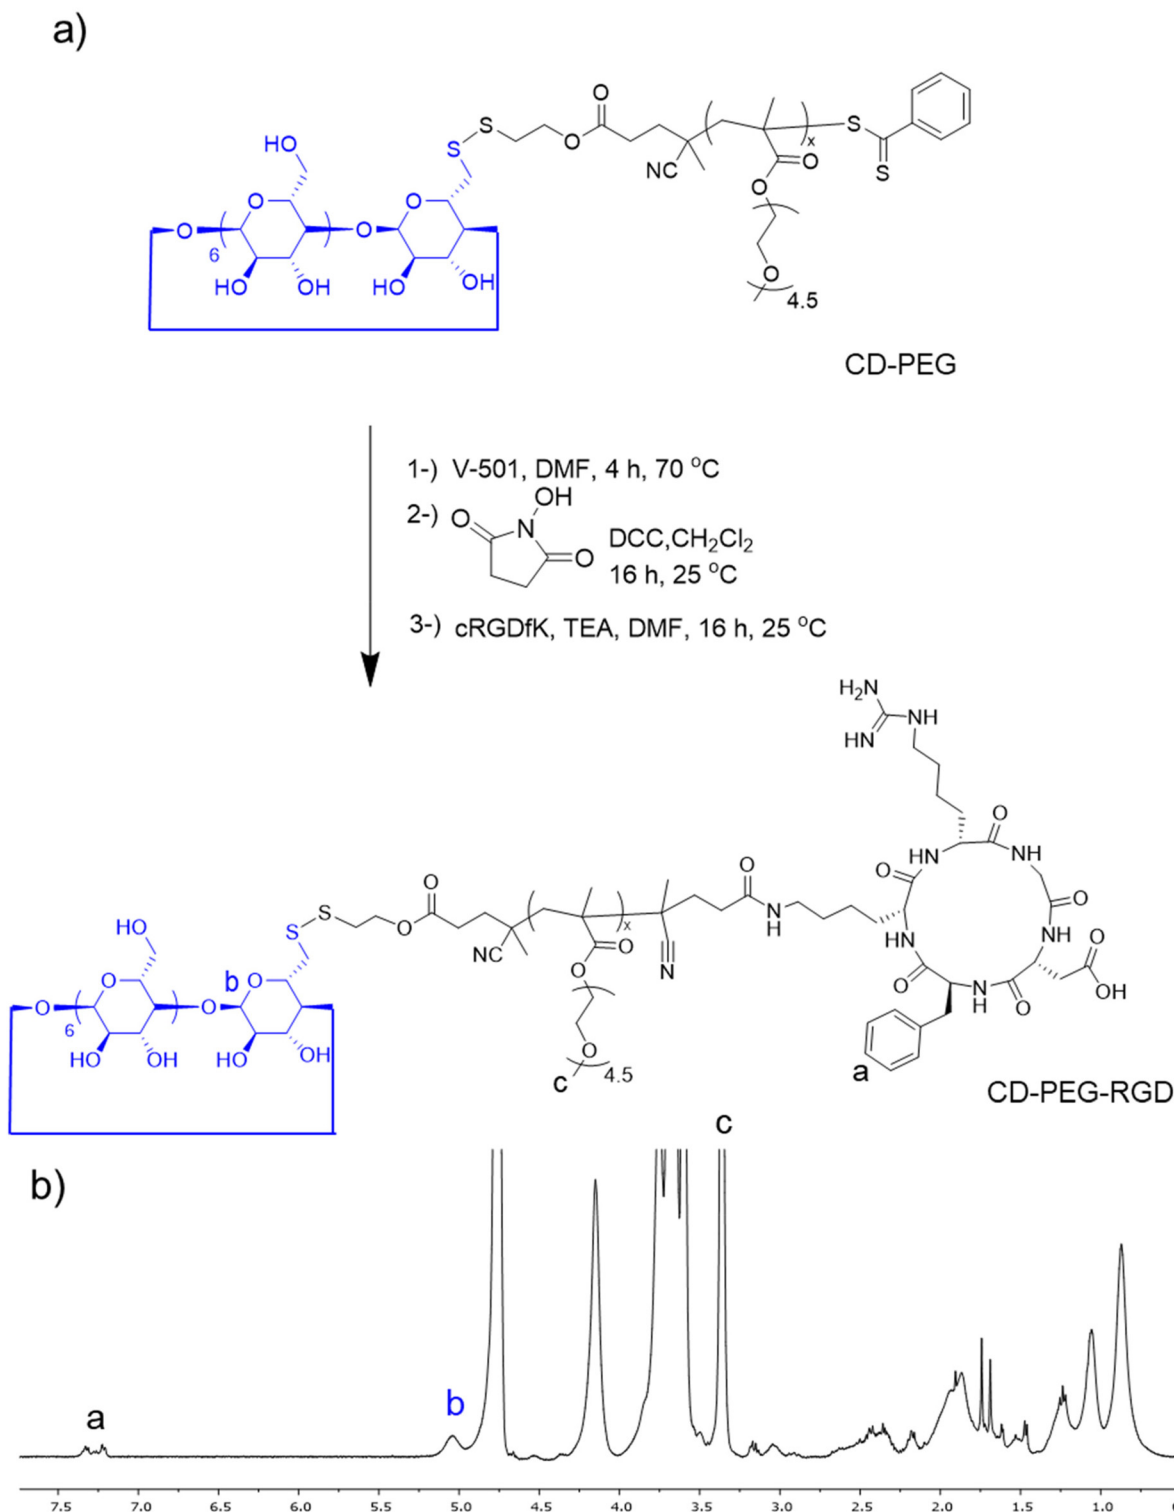 a)
O
S
S
O
NC
x
O
O
S
S
HO
O
O
6
HO
OH
O
O
HO
OH
O
4.5
CD-PEG
1-) V-501, DMF, 4 h, 70 °C
2-)
OH
O
N
O
DCC,CH₂Cl₂
16 h, 25 °C
3-) cRGDfK, TEA, DMF, 16 h, 25 °C
H₂N
NH
HN
O
HN
NH
O
O
NH
O
HN
O
NH
O
O
OH
O
N
H
O
S
S
O
NC
x
O
O
N
HO
b
O
O
6
HO
OH
O
O
HO
OH
O
c
4.5
a
CD-PEG-RGD
b)
c
a
b
7.5 7.0 6.5 6.0 5.5 5.0 4.5 4.0 3.5 3.0 2.5 2.0 1.5 1.0